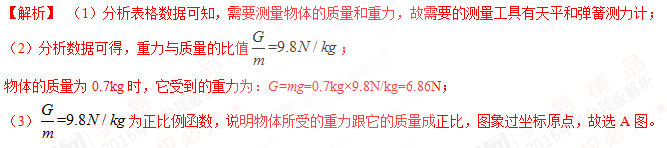 【解析】 （1）分析表格数据可知，需要测量物体的质量和重力，故需要的测量工具有天平和弹簧测力计；
（2）分析数据可得，重力与质量的比值 G/m =9.8N / kg ；
物体的质量为 0.7kg 时，它受到的重力为：G=mg=0.7kg×9.8N/kg=6.86N；
（3） G/m =9.8N / kg 为正比例函数，说明物体所受的重力跟它的质量成正比，图象过坐标原点，故选 A 图。